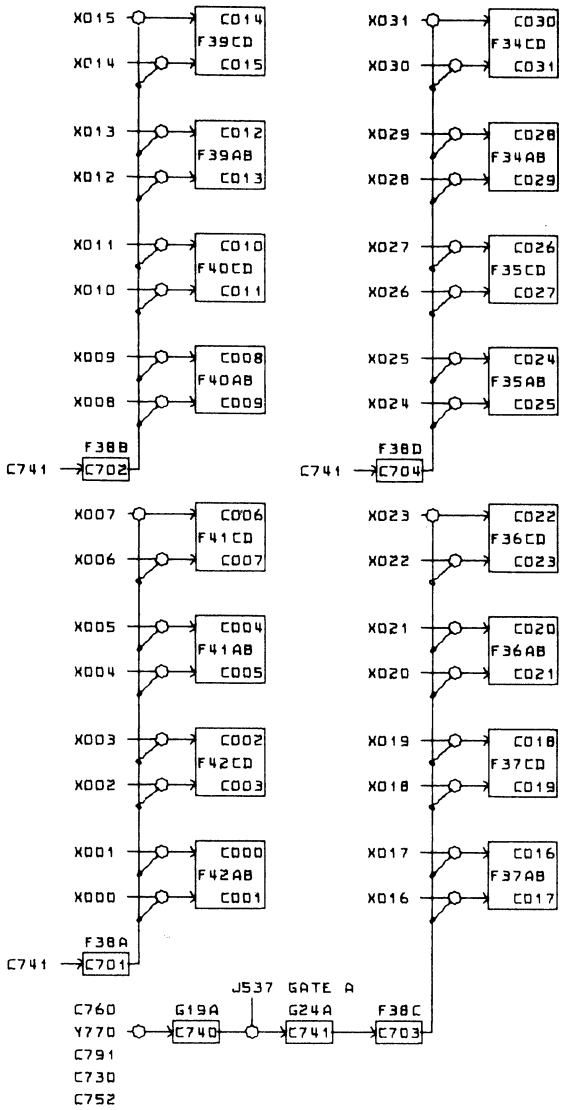 X015 C014
F39CD
X014 C015
X013 C012
F39AB
X012 C013
X011 C010
F40CD
X010 C011
X009 C008
F40AB
X008 C009
F38B
C741 C702
X031 C030
F34CD
X030 C031
X029 C028
F34AB
X028 C029
X027 C026
F35CD
X026 C027
X025 C024
F35AB
X024 C025
F38D
C741 C704
X007 C006
F41CD
X006 C007
X005 C004
F41AB
X004 C005
X003 C002
F42CD
X002 C003
X001 C000
F42AB
X000 C001
F38A
C741 C701
X023 C022
F36CD
X022 C023
X021 C020
F36AB
X020 C021
X019 C018
F37CD
X018 C019
X017 C016
F37AB
X016 C017
J537 GATE A
C760 G19A G24A F38C
Y770 C740 C741 C703
C791
C730
C752